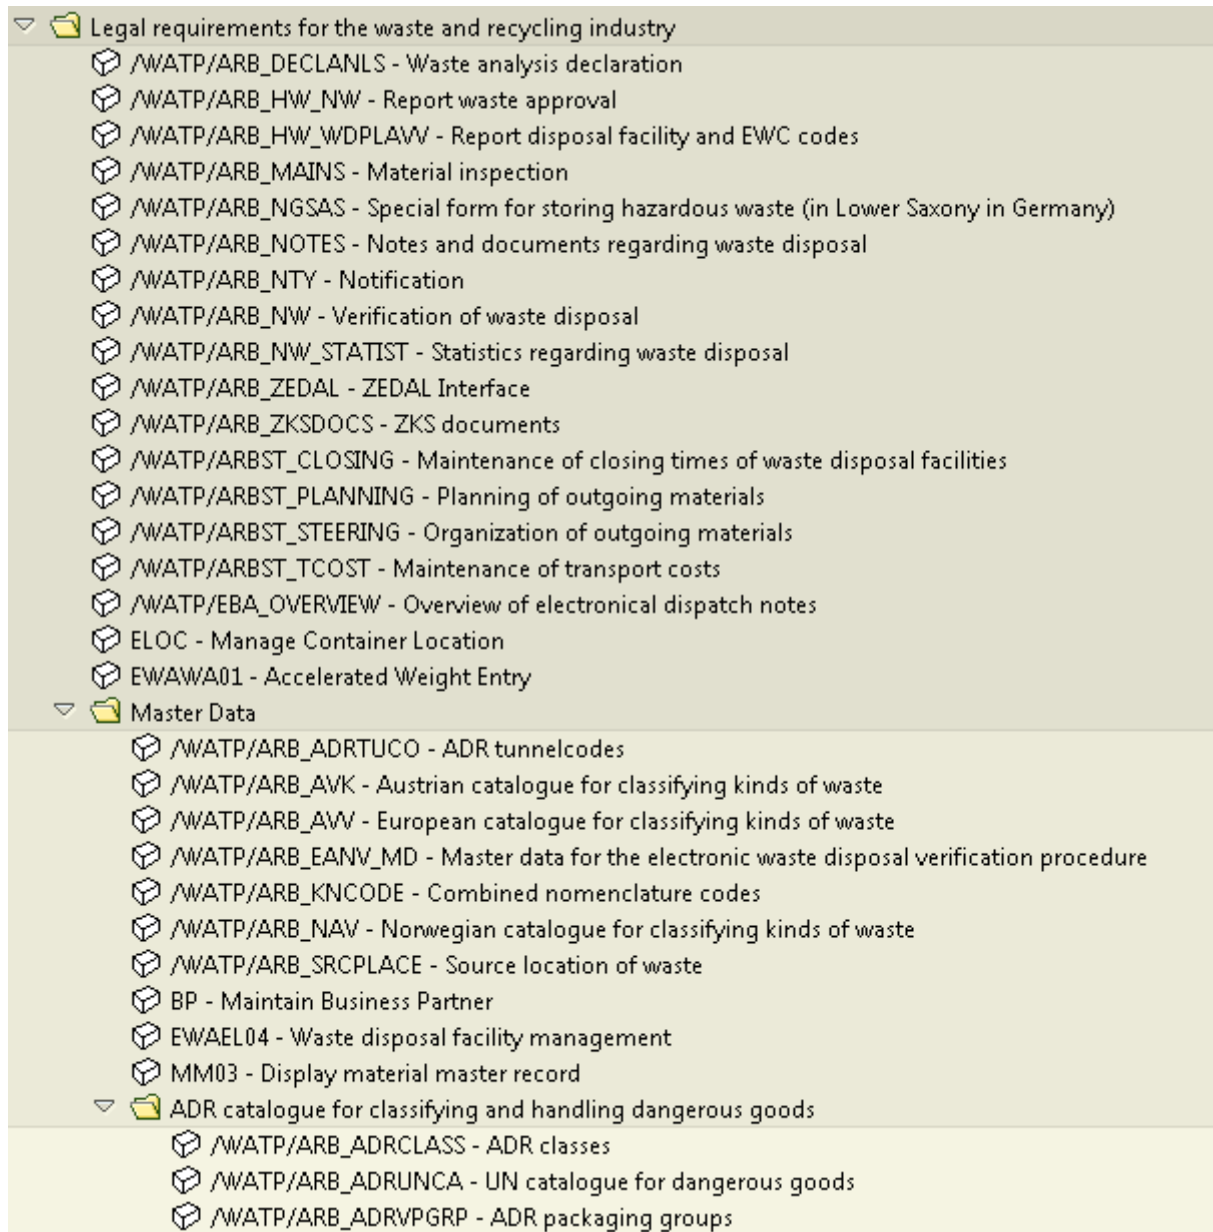 Legal requirements for the waste and recycling industry
/WATP/ARB_DECLANLS - Waste analysis declaration
/WATP/ARB_HW_NW - Report waste approval
/WATP/ARB_HW_WDPLAVV - Report disposal facility and EWC codes
/WATP/ARB_MAINS - Material inspection
/WATP/ARB_NGSAS - Special form for storing hazardous waste (in Lower Saxony in Germany)
/WATP/ARB_NOTES - Notes and documents regarding waste disposal
/WATP/ARB_NTY - Notification
/WATP/ARB_NW - Verification of waste disposal
/WATP/ARB_NW_STATIST - Statistics regarding waste disposal
/WATP/ARB_ZEDAL - ZEDAL Interface
/WATP/ARB_ZKSDOCS - ZKS documents
/WATP/ARBST_CLOSING - Maintenance of closing times of waste disposal facilities
/WATP/ARBST_PLANNING - Planning of outgoing materials
/WATP/ARBST_STEERING - Organization of outgoing materials
/WATP/ARBST_TCOST - Maintenance of transport costs
/WATP/EBA_OVERVIEW - Overview of electronical dispatch notes
ELOC - Manage Container Location
EWAWA01 - Accelerated Weight Entry
Master Data
/WATP/ARB_ADRTUCO - ADR tunnelcodes
/WATP/ARB_AVK - Austrian catalogue for classifying kinds of waste
/WATP/ARB_AVV - European catalogue for classifying kinds of waste
/WATP/ARB_EANV_MD - Master data for the electronic waste disposal verification procedure
/WATP/ARB_KNCODE - Combined nomenclature codes
/WATP/ARB_NAV - Norwegian catalogue for classifying kinds of waste
/WATP/ARB_SRCPLACE - Source location of waste
BP - Maintain Business Partner
EWAEL04 - Waste disposal facility management
MM03 - Display material master record
ADR catalogue for classifying and handling dangerous goods
/WATP/ARB_ADRCLASS - ADR classes
/WATP/ARB_ADRUNCA - UN catalogue for dangerous goods
/WATP/ARB_ADRVPGRP - ADR packaging groups